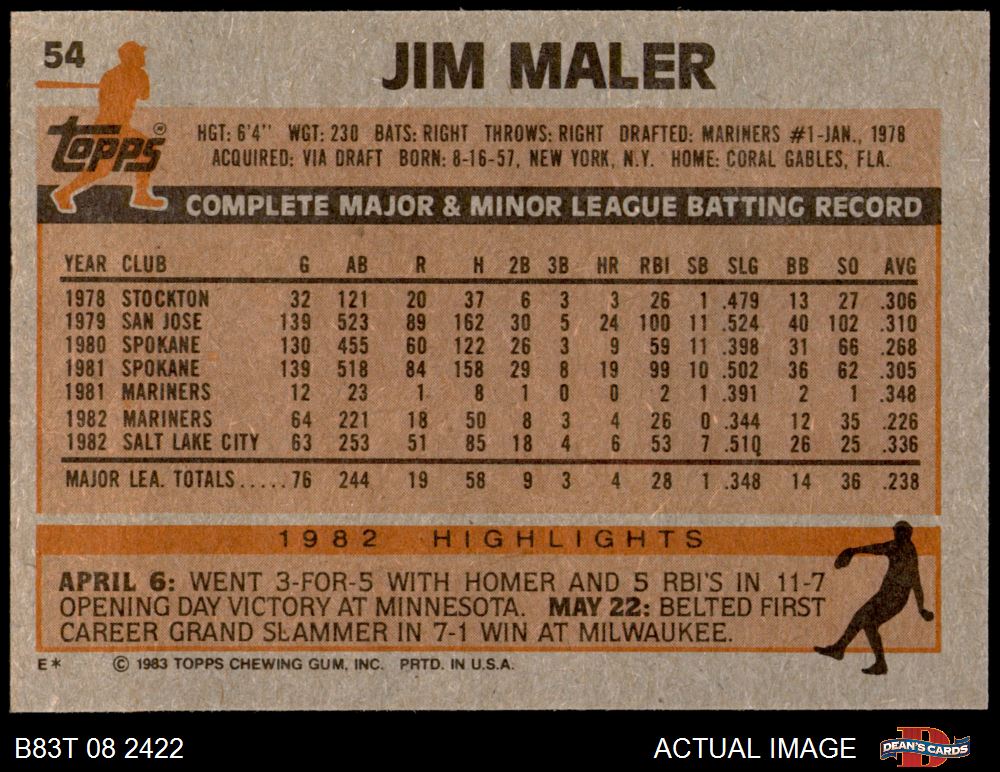 54
JIM MALER
Topps®
HGT: 6'4'' WGT: 230 BATS: RIGHT THROWS: RIGHT DRAFTED: MARINERS #1-JAN., 1978
ACQUIRED: VIA DRAFT BORN: 8-16-57, NEW YORK, N.Y. HOME: CORAL GABLES, FLA.
COMPLETE MAJOR & MINOR LEAGUE BATTING RECORD
YEAR CLUB G AB R H 2B 3B HR RBI SB SLG BB SO AVG
1978 STOCKTON 32 121 20 37 6 3 3 26 1 .479 13 27 .306
1979 SAN JOSE 139 523 89 162 30 5 24 100 11 .524 40 102 .310
1980 SPOKANE 130 455 60 122 26 3 9 59 11 .398 31 66 .268
1981 SPOKANE 139 518 84 158 29 8 19 99 10 .502 36 62 .305
1981 MARINERS 12 23 1 8 1 0 0 2 1 .391 2 1 .348
1982 MARINERS 64 221 18 50 8 3 4 26 0 .344 12 35 .226
1982 SALT LAKE CITY 63 253 51 85 18 4 6 53 7 .510 26 25 .336
MAJOR LEA. TOTALS.....76 244 19 58 9 3 4 28 1 .348 14 36 .238
1982 HIGHLIGHTS
APRIL 6: WENT 3-FOR-5 WITH HOMER AND 5 RBI'S IN 11-7
OPENING DAY VICTORY AT MINNESOTA. MAY 22: BELTED FIRST
CAREER GRAND SLAMMER IN 7-1 WIN AT MILWAUKEE.
E* © 1983 TOPPS CHEWING GUM, INC. PRTD. IN U.S.A.
B83T 08 2422 ACTUAL IMAGE D DEAN'S CARDS